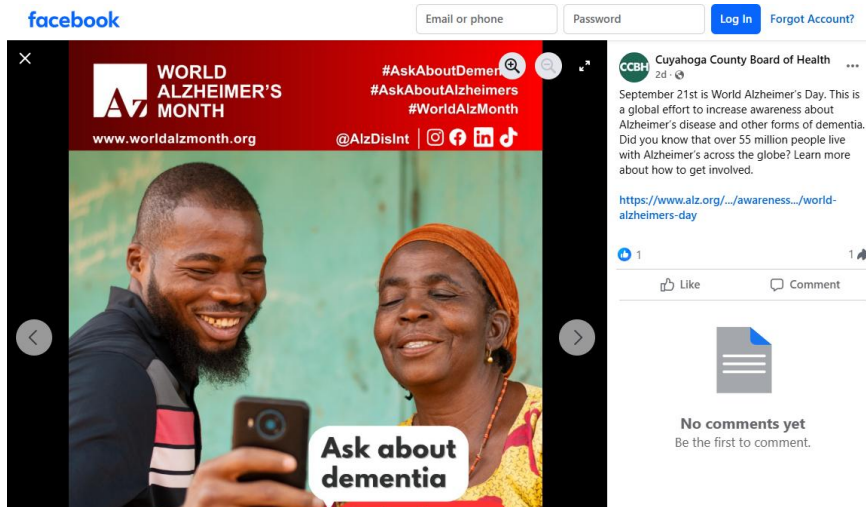 facebook
Email or phone
Password
Log In
Forgot Account?
WORLD
ALZHEIMER'S
MONTH
Az
www.worldalzmonth.org
#AskAboutDemen
#AskAboutAlzheimers
#WorldAlzMonth
@AlzDisInt
Ask about
dementia
CCBH
Cuyahoga County Board of Health
2d ·
September 21st is World Alzheimer's Day. This is
a global effort to increase awareness about
Alzheimer's disease and other forms of dementia.
Did you know that over 55 million people live
with Alzheimer's across the globe? Learn more
about how to get involved.
https://www.alz.org/.../awareness.../world-
alzheimers-day
1
1
Like
Comment
No comments yet
Be the first to comment.